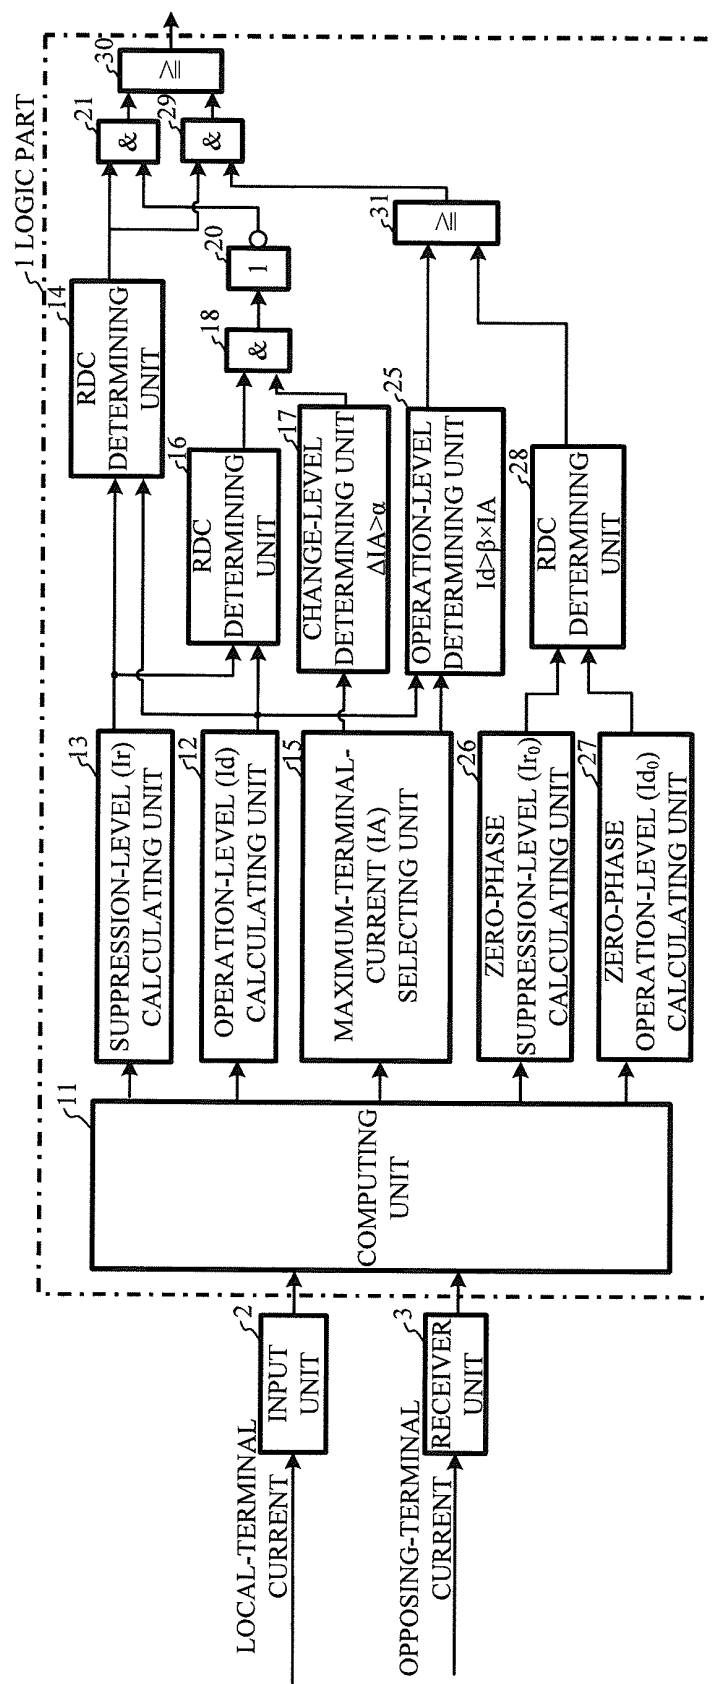 1 LOGIC PART
LOCAL-TERMINAL
CURRENT
2
INPUT
UNIT
OPPOSING-TERMINAL
CURRENT
3
RECEIVER
UNIT
11
COMPUTING
UNIT
13
SUPPRESSION-LEVEL (Ir)
CALCULATING UNIT
12
OPERATION-LEVEL (Id)
CALCULATING UNIT
15
MAXIMUM-TERMINAL-
CURRENT (IA)
SELECTING UNIT
26
ZERO-PHASE
SUPPRESSION-LEVEL (Ir₀)
CALCULATING UNIT
27
ZERO-PHASE
OPERATION-LEVEL (Id₀)
CALCULATING UNIT
14
RDC
DETERMINING
UNIT
16
RDC
DETERMINING
UNIT
17
CHANGE-LEVEL
DETERMINING UNIT
ΔIA>α
25
OPERATION-LEVEL
DETERMINING UNIT
Id>β×IA
28
RDC
DETERMINING
UNIT
18
&
20
1
21
&
29
&
31
≥1
30
≥1